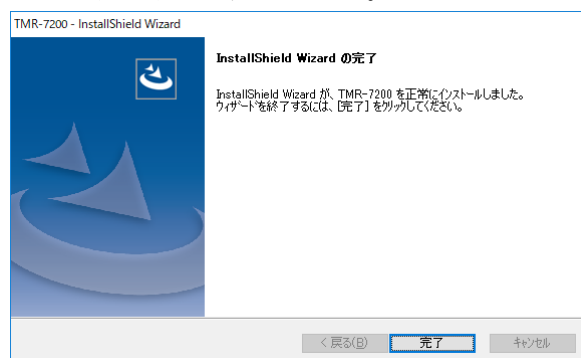 TMR-7200 - InstallShield Wizard
InstallShield Wizard の完了
InstallShield Wizard が、TMR-7200 を正常にインストールしました。
ウィザードを終了するには、[完了] をクリックしてください。
< 戻る(B)
完了
キャンセル